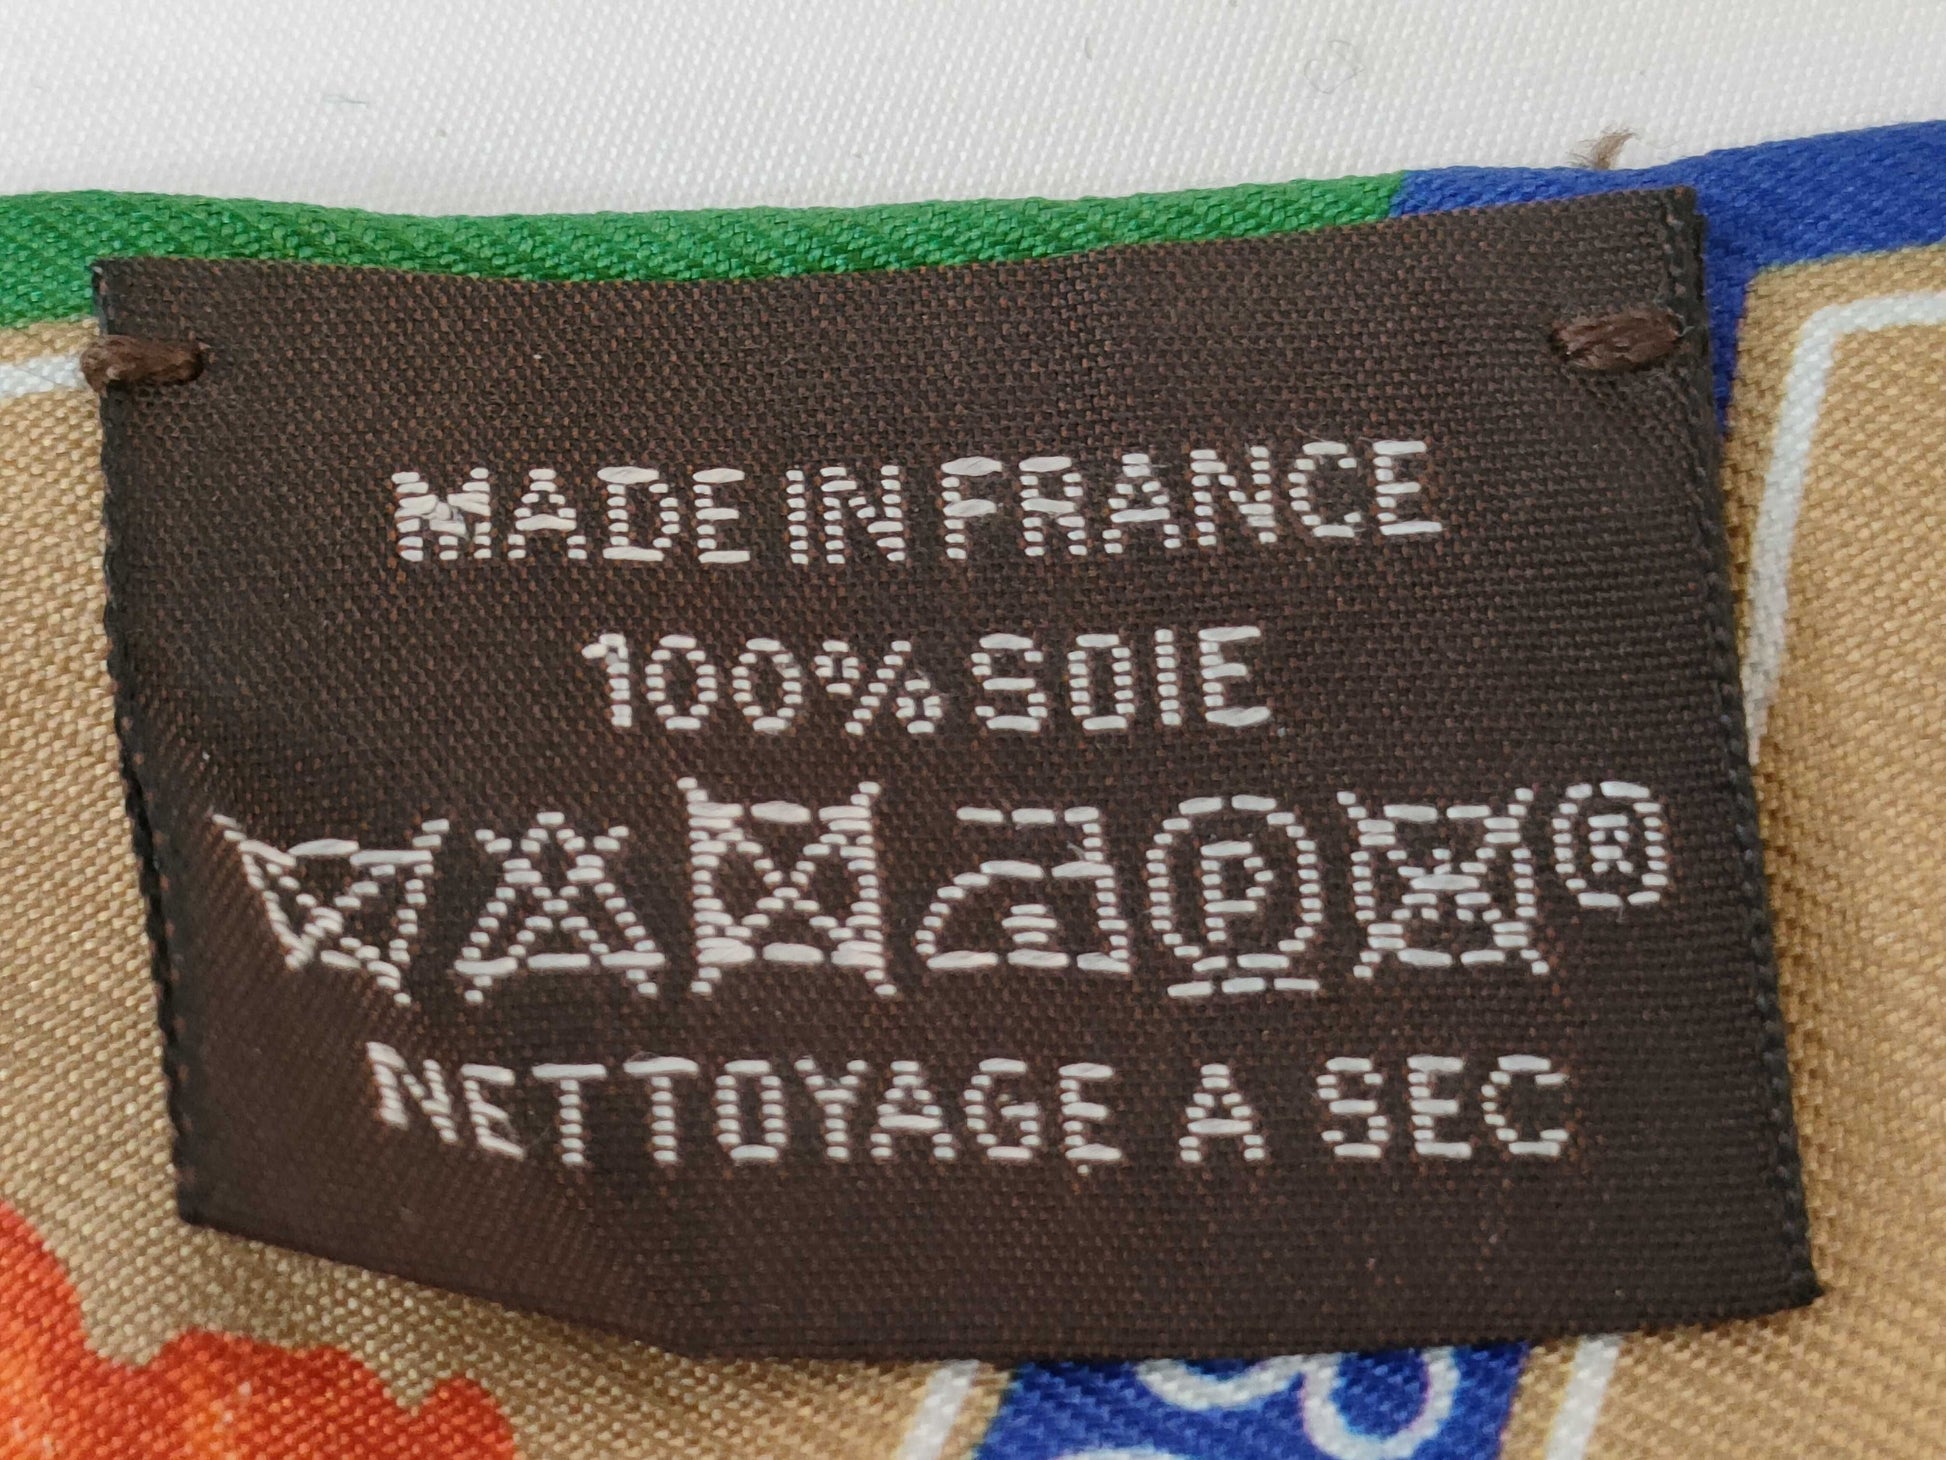 MADE IN FRANCE
100% SOIE
P ®
NETTOYAGE A SEC